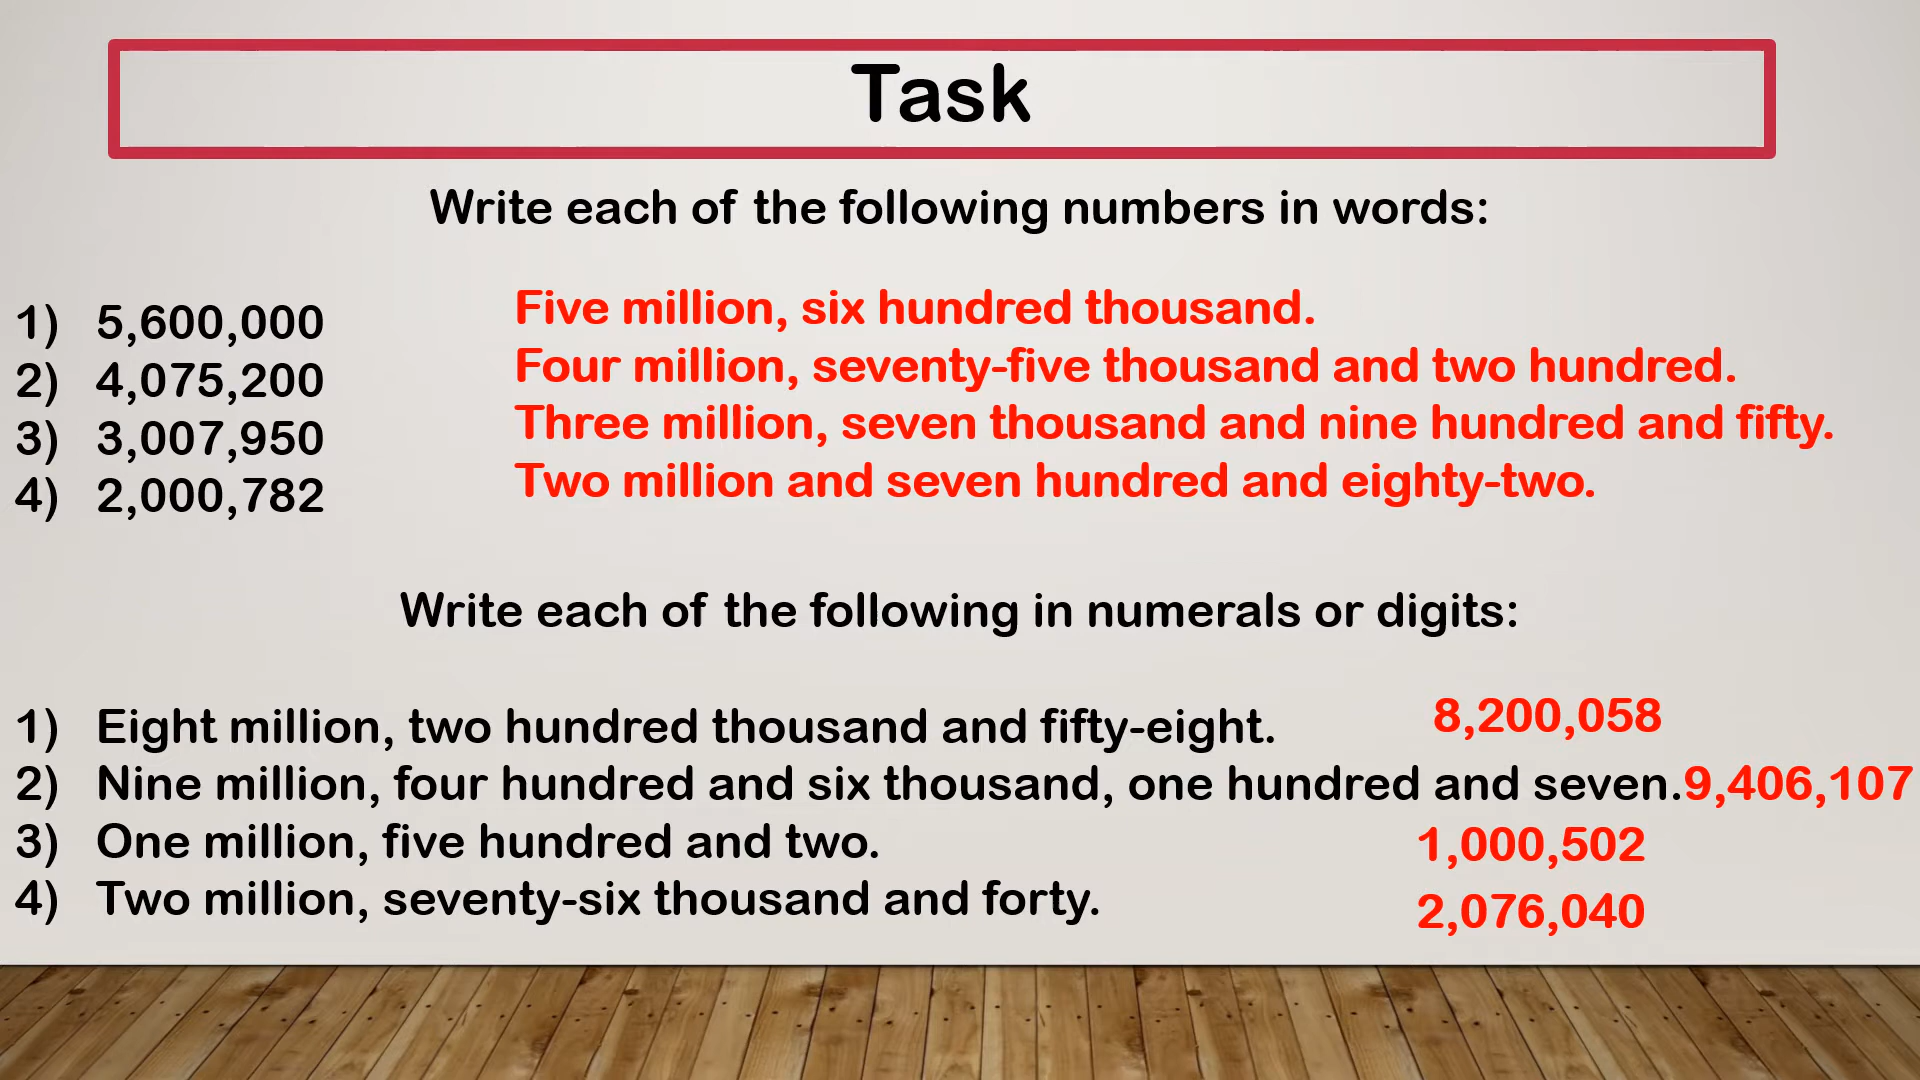 Task
Write each of the following numbers in words:
1) 5,600,000 Five million, six hundred thousand.
2) 4,075,200 Four million, seventy-five thousand and two hundred.
3) 3,007,950 Three million, seven thousand and nine hundred and fifty.
4) 2,000,782 Two million and seven hundred and eighty-two.
Write each of the following in numerals or digits:
1) Eight million, two hundred thousand and fifty-eight. 8,200,058
2) Nine million, four hundred and six thousand, one hundred and seven. 9,406,107
3) One million, five hundred and two. 1,000,502
4) Two million, seventy-six thousand and forty. 2,076,040